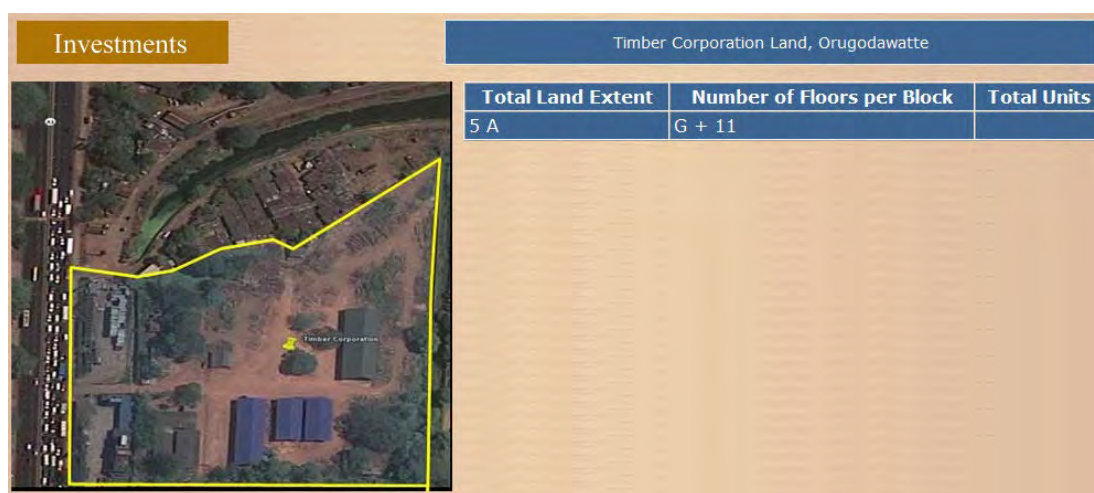 Investments
Timber Corporation Land, Orugodawatte
Total Land Extent Number of Floors per Block Total Units
5 A G + 11
Timber Corporation